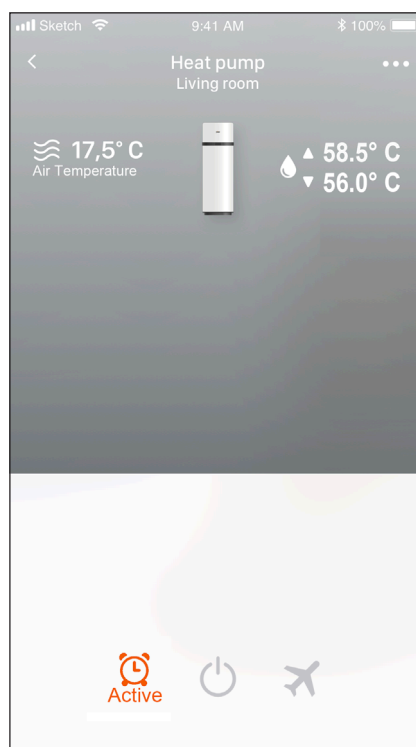 Sketch 9:41 AM 100%
Heat pump
Living room
17,5° C
Air Temperature
58.5° C
56.0° C
Active